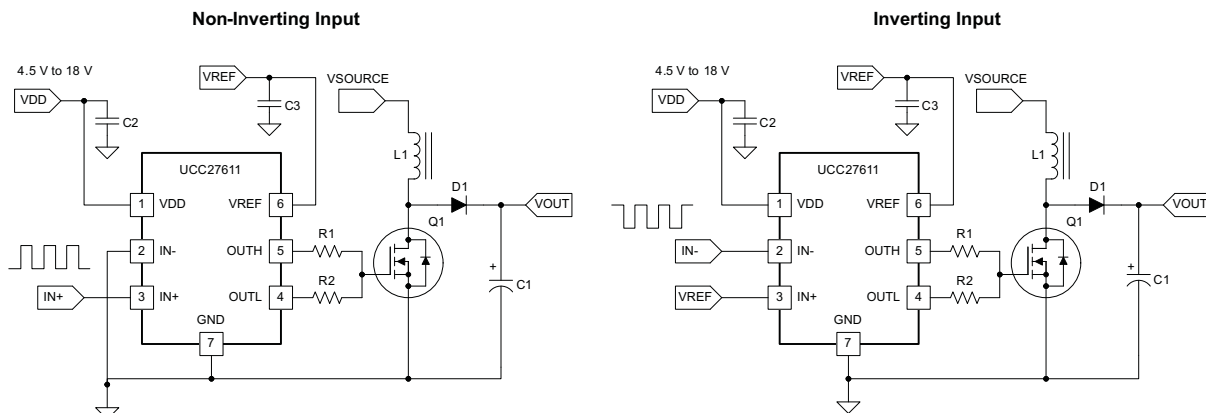 Non-Inverting Input
4.5 V to 18 V
VDD
C2
VREF
C3
VSOURCE
L1
UCC27611
1 VDD
VREF 6
2 IN-
OUTH 5
IN+
3 IN+
OUTL 4
GND
7
R1
R2
Q1
D1
VOUT
+
C1
Inverting Input
4.5 V to 18 V
VDD
C2
VREF
C3
VSOURCE
L1
UCC27611
1 VDD
VREF 6
IN-
2 IN-
OUTH 5
VREF
3 IN+
OUTL 4
GND
7
R1
R2
Q1
D1
VOUT
+
C1